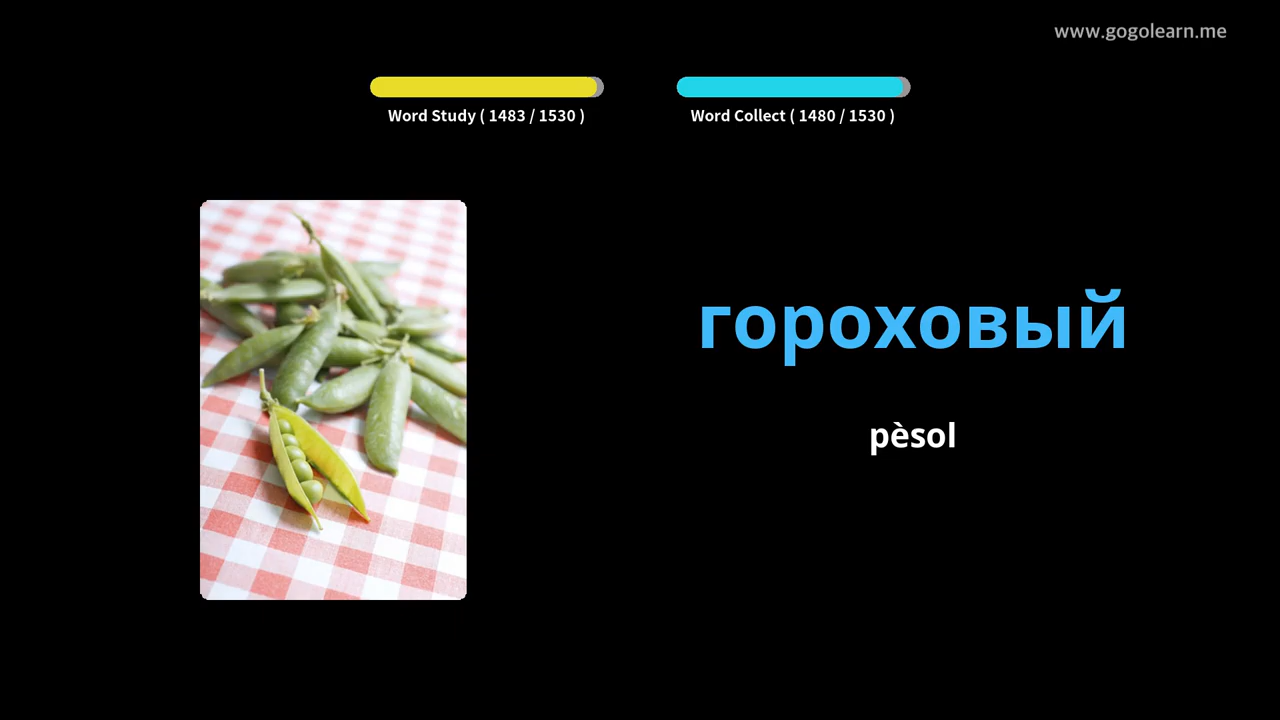 www.gogolearn.me
Word Study ( 1483 / 1530 )
Word Collect ( 1480 / 1530 )
гороховый
pèsol